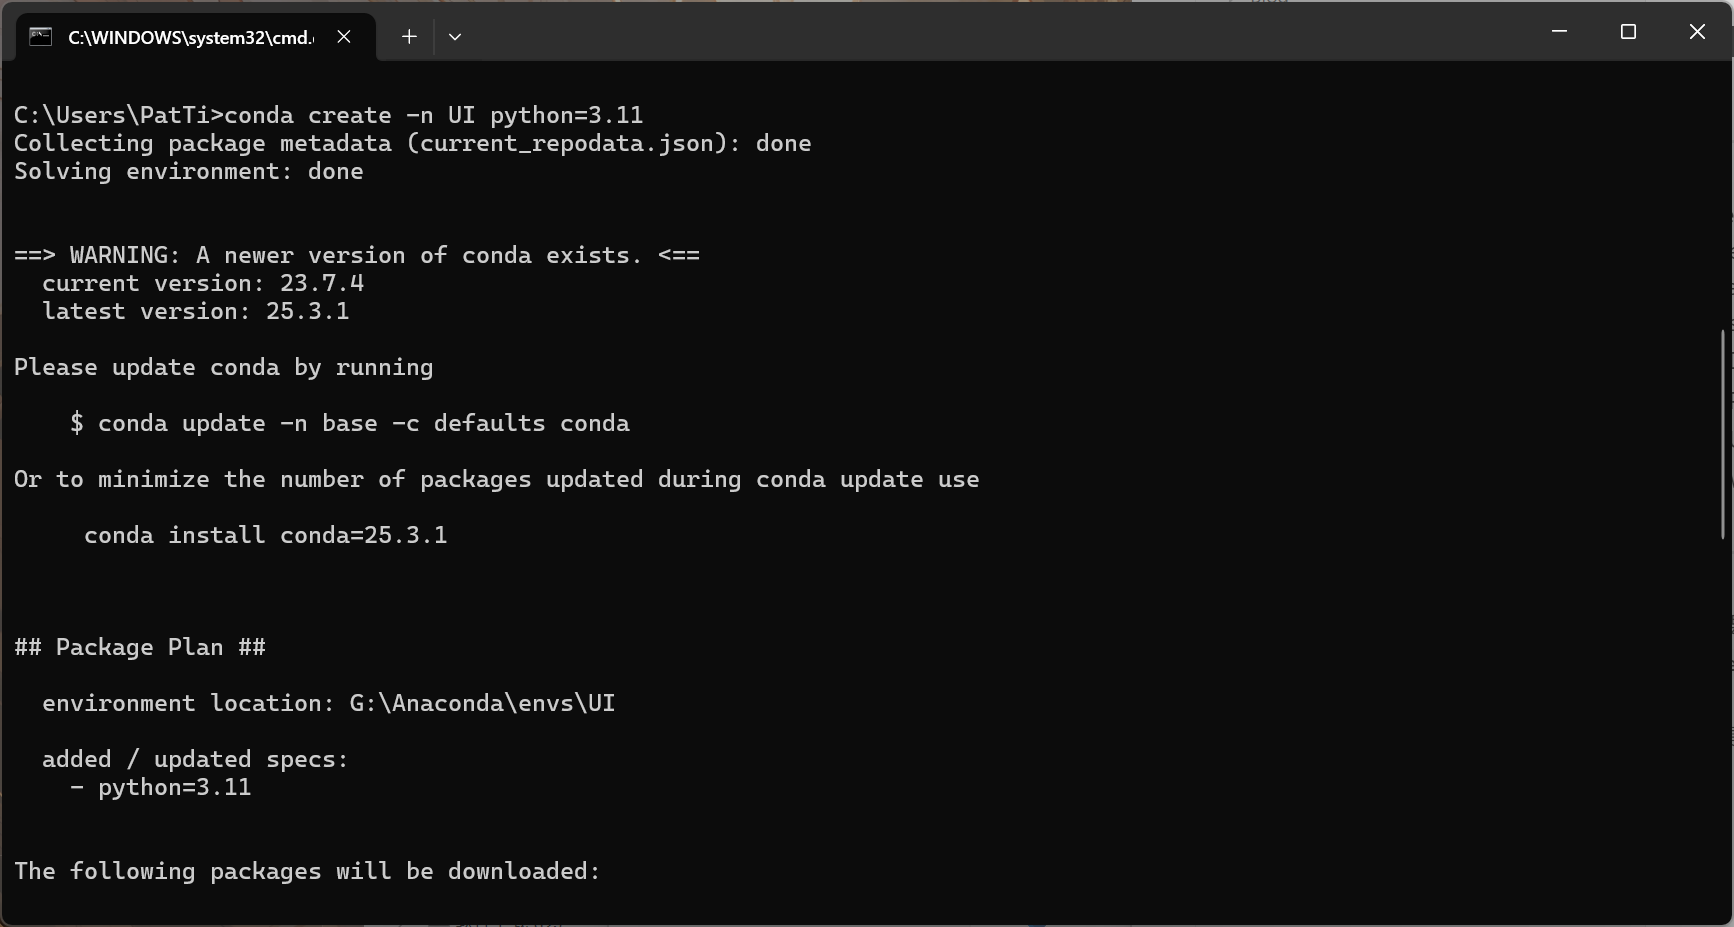 C:\WINDOWS\system32\cmd.
C:\Users\PatTi>conda create -n UI python=3.11
Collecting package metadata (current_repodata.json): done
Solving environment: done
==> WARNING: A newer version of conda exists. <==
  current version: 23.7.4
  latest version: 25.3.1
Please update conda by running
    $ conda update -n base -c defaults conda
Or to minimize the number of packages updated during conda update use
     conda install conda=25.3.1
## Package Plan ##
  environment location: G:\Anaconda\envs\UI
  added / updated specs:
    - python=3.11
The following packages will be downloaded: